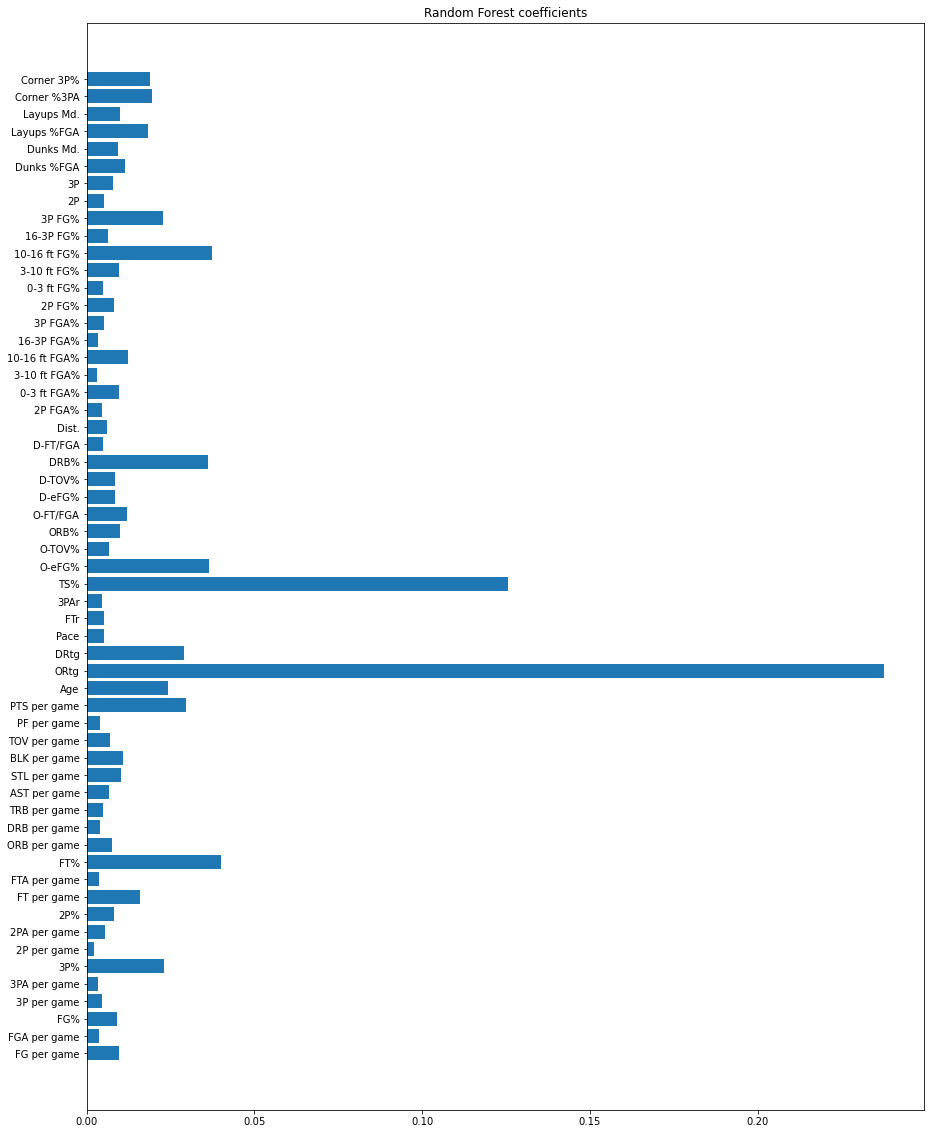 Random Forest coefficients
Corner 3P%
Corner %3PA
Layups Md.
Layups %FGA
Dunks Md.
Dunks %FGA
3P
2P
3P FG%
16-3P FG%
10-16 ft FG%
3-10 ft FG%
0-3 ft FG%
2P FG%
3P FGA%
16-3P FGA%
10-16 ft FGA%
3-10 ft FGA%
0-3 ft FGA%
2P FGA%
Dist.
D-FT/FGA
DRB%
D-TOV%
D-eFG%
O-FT/FGA
ORB%
O-TOV%
O-eFG%
TS%
3PAr
FTr
Pace
DRtg
ORtg
Age
PTS per game
PF per game
TOV per game
BLK per game
STL per game
AST per game
TRB per game
DRB per game
ORB per game
FT%
FTA per game
FT per game
2P%
2PA per game
2P per game
3P%
3PA per game
3P per game
FG%
FGA per game
FG per game
0.00 0.05 0.10 0.15 0.20